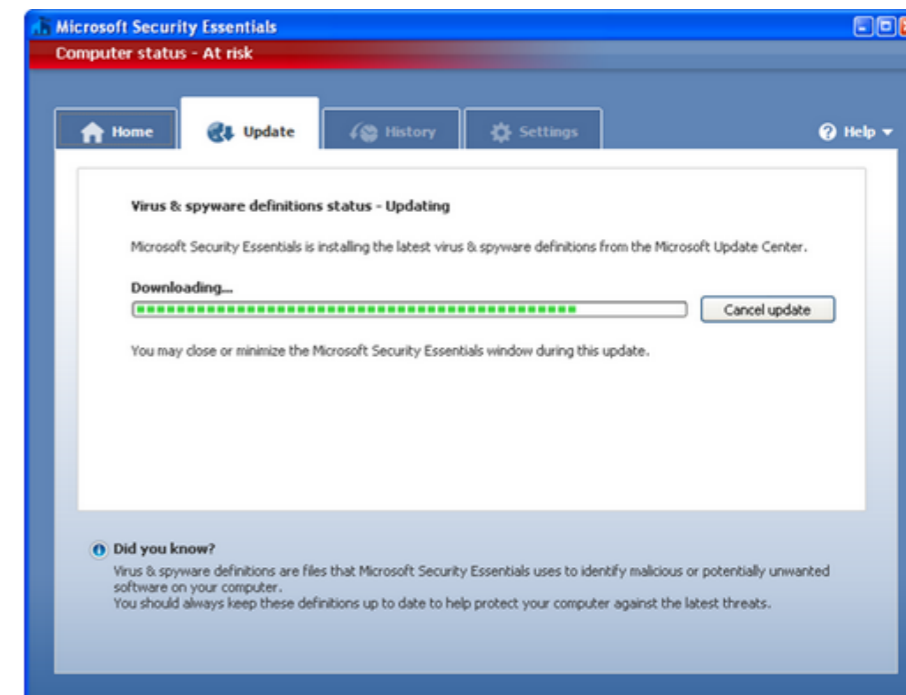 Microsoft Security Essentials
Computer status - At risk
Home
Update
History
Settings
Help
Virus & spyware definitions status - Updating
Microsoft Security Essentials is installing the latest virus & spyware definitions from the Microsoft Update Center.
Downloading...
Cancel update
You may close or minimize the Microsoft Security Essentials window during this update.
Did you know?
Virus & spyware definitions are files that Microsoft Security Essentials uses to identify malicious or potentially unwanted
software on your computer.
You should always keep these definitions up to date to help protect your computer against the latest threats.